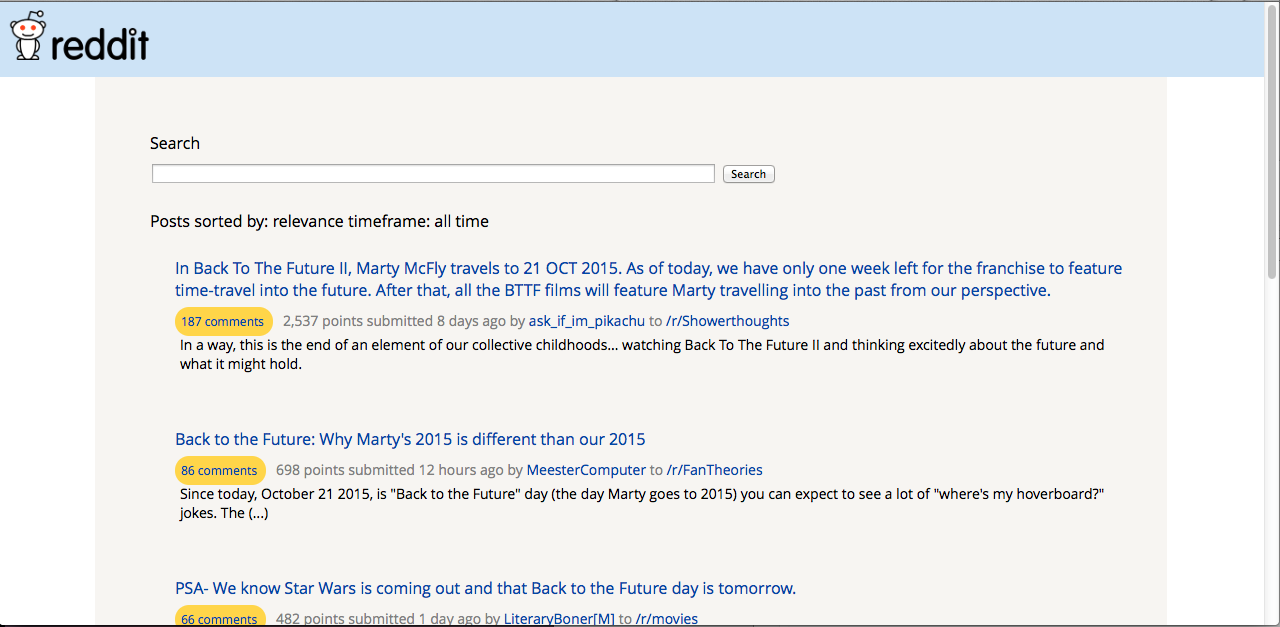 reddit
Search
Search
Posts sorted by: relevance timeframe: all time
In Back To The Future II, Marty McFly travels to 21 OCT 2015. As of today, we have only one week left for the franchise to feature
time-travel into the future. After that, all the BTTF films will feature Marty travelling into the past from our perspective.
187 comments 2,537 points submitted 8 days ago by ask_if_im_pikachu to /r/Showerthoughts
In a way, this is the end of an element of our collective childhoods... watching Back To The Future II and thinking excitedly about the future and
what it might hold.
Back to the Future: Why Marty's 2015 is different than our 2015
86 comments 698 points submitted 12 hours ago by MeesterComputer to /r/FanTheories
Since today, October 21 2015, is "Back to the Future" day (the day Marty goes to 2015) you can expect to see a lot of "where's my hoverboard?"
jokes. The (...)
PSA- We know Star Wars is coming out and that Back to the Future day is tomorrow.
66 comments 482 points submitted 1 day ago by LiteraryBoner[M] to /r/movies